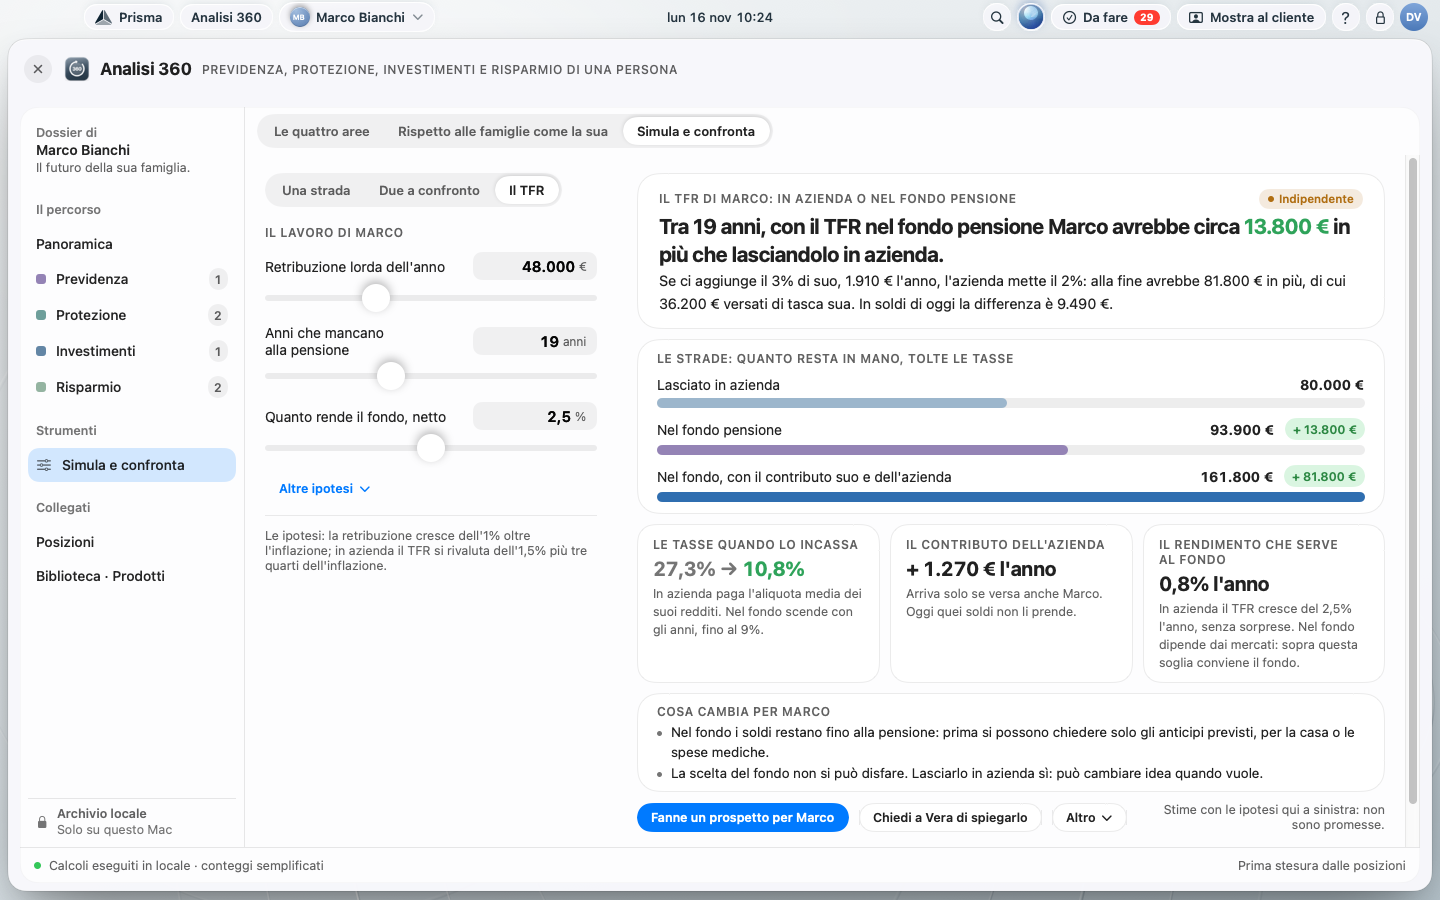 Prisma
Analisi 360
MB Marco Bianchi
lun 16 nov 10:24
Da fare 29
Mostra al cliente
?
DV
360
Analisi 360 PREVIDENZA, PROTEZIONE, INVESTIMENTI E RISPARMIO DI UNA PERSONA
Dossier di
Marco Bianchi
Il futuro della sua famiglia.
Il percorso
Panoramica
Previdenza 1
Protezione 2
Investimenti 1
Risparmio 2
Strumenti
Simula e confronta
Collegati
Posizioni
Biblioteca · Prodotti
Archivio locale
Solo su questo Mac
Le quattro aree
Rispetto alle famiglie come la sua
Simula e confronta
Una strada
Due a confronto
Il TFR
IL LAVORO DI MARCO
Retribuzione lorda dell'anno 48.000 €
Anni che mancano
alla pensione
19 anni
Quanto rende il fondo, netto 2,5 %
Altre ipotesi
Le ipotesi: la retribuzione cresce dell'1% oltre
l'inflazione; in azienda il TFR si rivaluta dell'1,5% più tre
quarti dell'inflazione.
IL TFR DI MARCO: IN AZIENDA O NEL FONDO PENSIONE
Indipendente
Tra 19 anni, con il TFR nel fondo pensione Marco avrebbe circa 13.800 € in
più che lasciandolo in azienda.
Se ci aggiunge il 3% di suo, 1.910 € l'anno, l'azienda mette il 2%: alla fine avrebbe 81.800 € in più, di cui
36.200 € versati di tasca sua. In soldi di oggi la differenza è 9.490 €.
LE STRADE: QUANTO RESTA IN MANO, TOLTE LE TASSE
Lasciato in azienda 80.000 €
Nel fondo pensione 93.900 € + 13.800 €
Nel fondo, con il contributo suo e dell'azienda 161.800 € + 81.800 €
LE TASSE QUANDO LO INCASSA
27,3% → 10,8%
In azienda paga l'aliquota media dei
suoi redditi. Nel fondo scende con
gli anni, fino al 9%.
IL CONTRIBUTO DELL'AZIENDA
+ 1.270 € l'anno
Arriva solo se versa anche Marco.
Oggi quei soldi non li prende.
IL RENDIMENTO CHE SERVE
AL FONDO
0,8% l'anno
In azienda il TFR cresce del 2,5%
l'anno, senza sorprese. Nel fondo
dipende dai mercati: sopra questa
soglia conviene il fondo.
COSA CAMBIA PER MARCO
• Nel fondo i soldi restano fino alla pensione: prima si possono chiedere solo gli anticipi previsti, per la casa o le
spese mediche.
• La scelta del fondo non si può disfare. Lasciarlo in azienda sì: può cambiare idea quando vuole.
Fanne un prospetto per Marco
Chiedi a Vera di spiegarlo
Altro
Stime con le ipotesi qui a sinistra: non
sono promesse.
Calcoli eseguiti in locale · conteggi semplificati
Prima stesura dalle posizioni